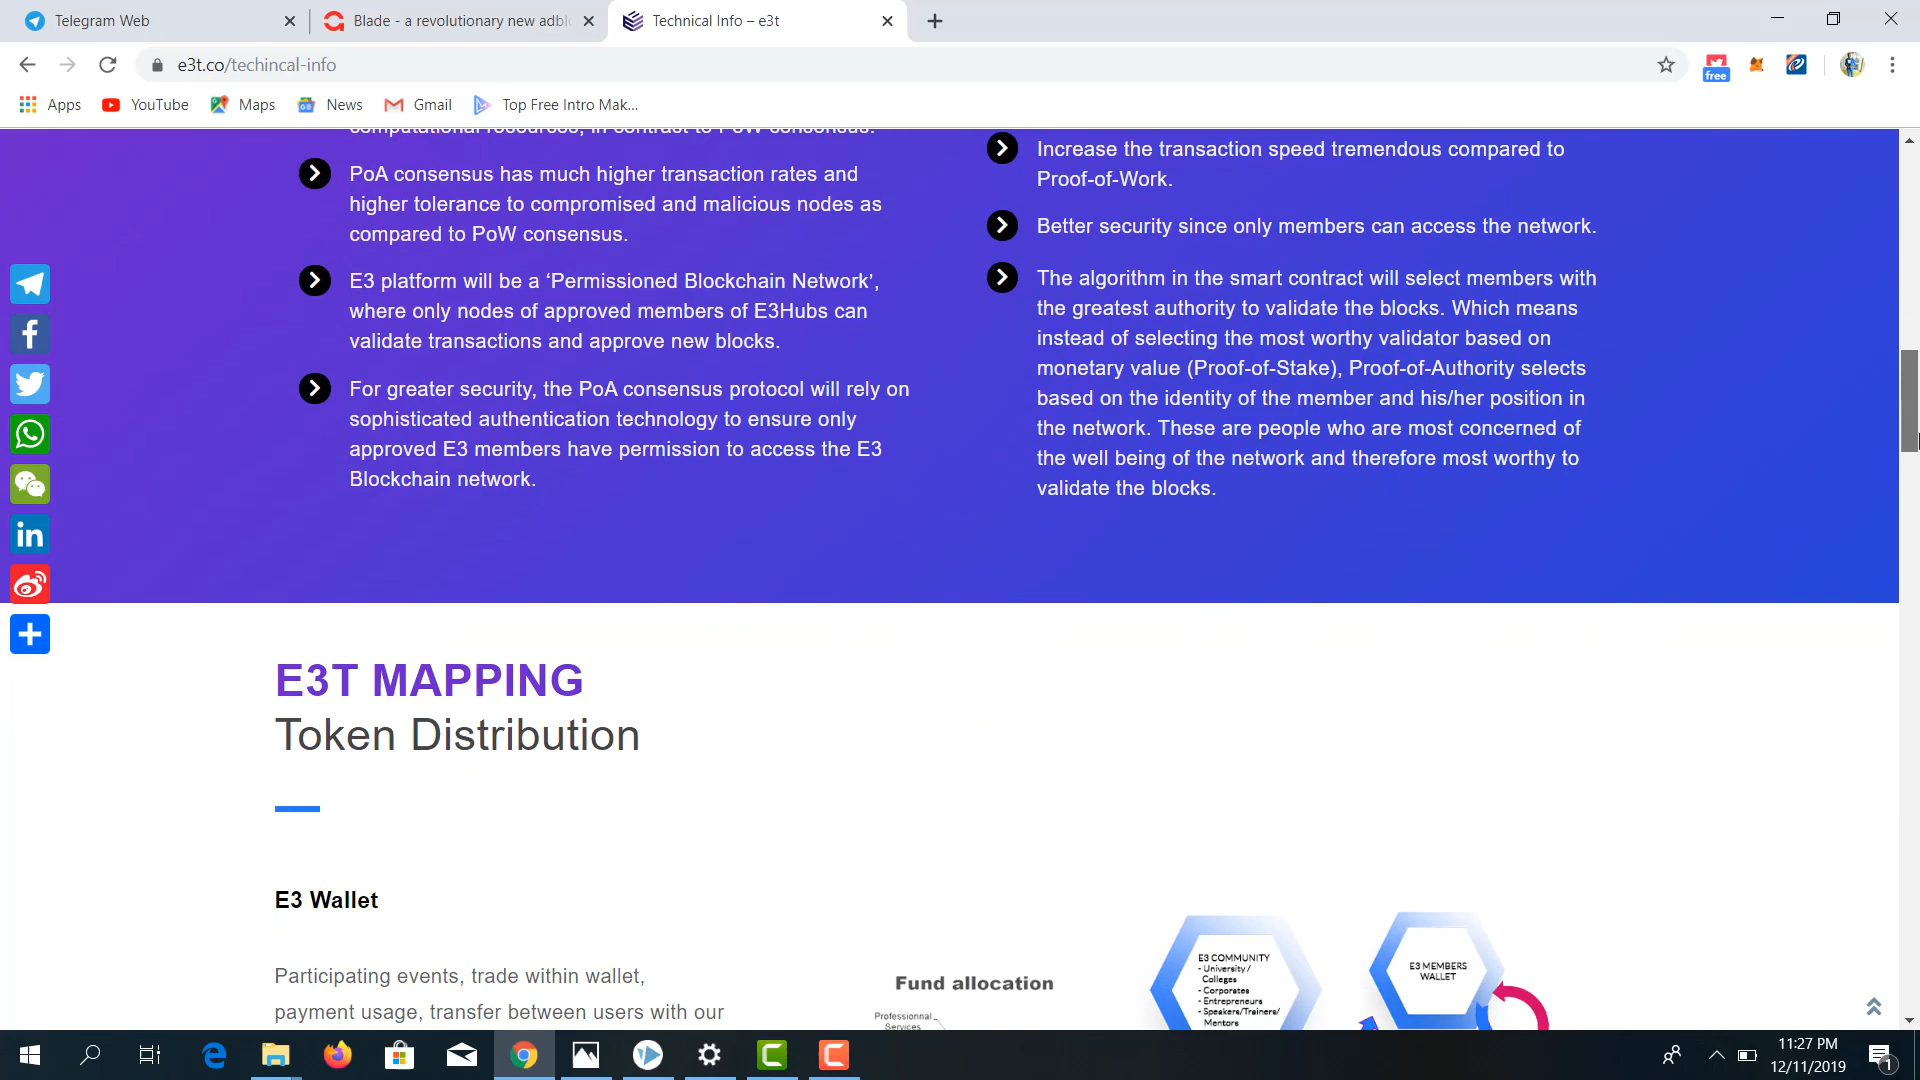 Telegram Web
Blade - a revolutionary new adbl
Technical Info – e3t
e3t.co/techincal-info
free
Apps
YouTube
Maps
News
Gmail
Top Free Intro Mak...
computational resources, in contrast to PoW consensus.
PoA consensus has much higher transaction rates and
higher tolerance to compromised and malicious nodes as
compared to PoW consensus.
E3 platform will be a ‘Permissioned Blockchain Network’,
where only nodes of approved members of E3Hubs can
validate transactions and approve new blocks.
For greater security, the PoA consensus protocol will rely on
sophisticated authentication technology to ensure only
approved E3 members have permission to access the E3
Blockchain network.
Increase the transaction speed tremendous compared to
Proof-of-Work.
Better security since only members can access the network.
The algorithm in the smart contract will select members with
the greatest authority to validate the blocks. Which means
instead of selecting the most worthy validator based on
monetary value (Proof-of-Stake), Proof-of-Authority selects
based on the identity of the member and his/her position in
the network. These are people who are most concerned of
the well being of the network and therefore most worthy to
validate the blocks.
E3T MAPPING
Token Distribution
E3 Wallet
Participating events, trade within wallet,
payment usage, transfer between users with our
Fund allocation
Professionnal
Services
E3 COMMUNITY
- University/
Colleges
- Corporates
- Entrepreneurs
- Speakers/Trainers/
Mentors
E3 MEMBERS
WALLET
11:27 PM
12/11/2019
1